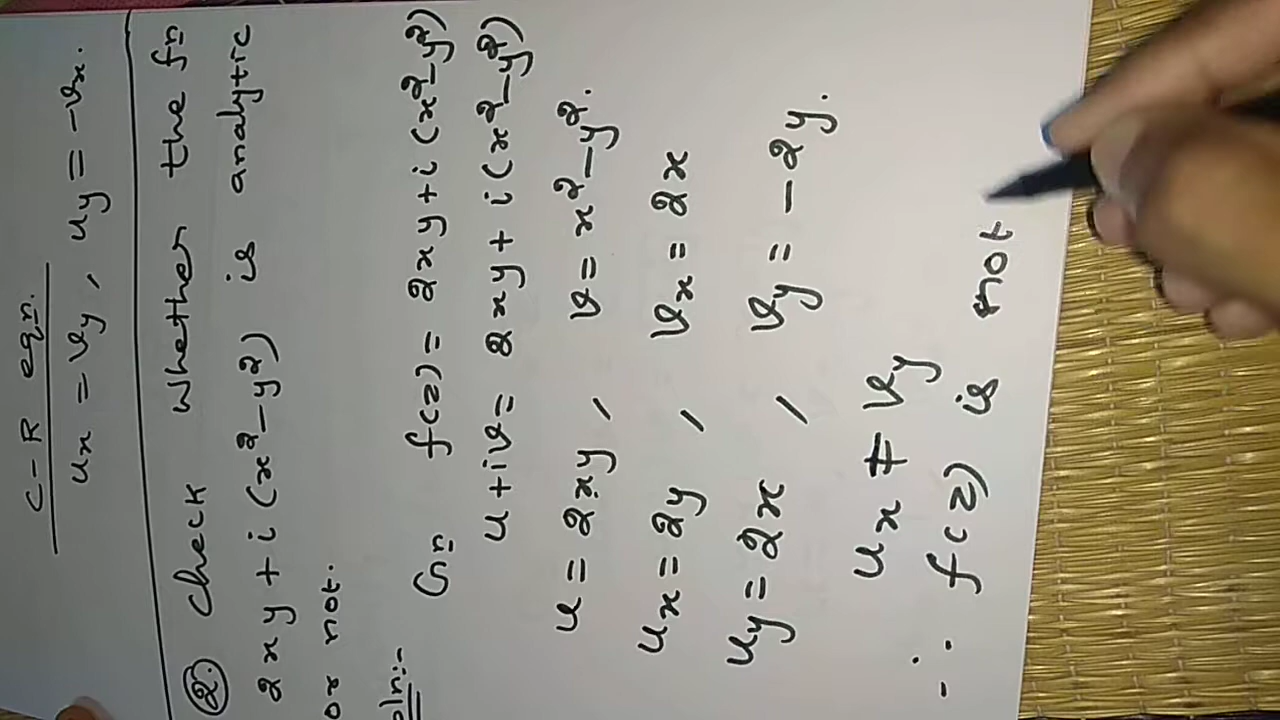 C-R eqn.
ux = vy , uy = -vx.
②. Check whether the fn
2xy + i(x²-y²) is analytic
or not.
oln:-
Gn f(z) = 2xy + i(x²-y²)
u + iv = 2xy + i(x²-y²)
u = 2xy , v = x²-y².
ux = 2y , vx = 2x
uy = 2x , vy = -2y.
ux ≠ vy
∴ f(z) is not